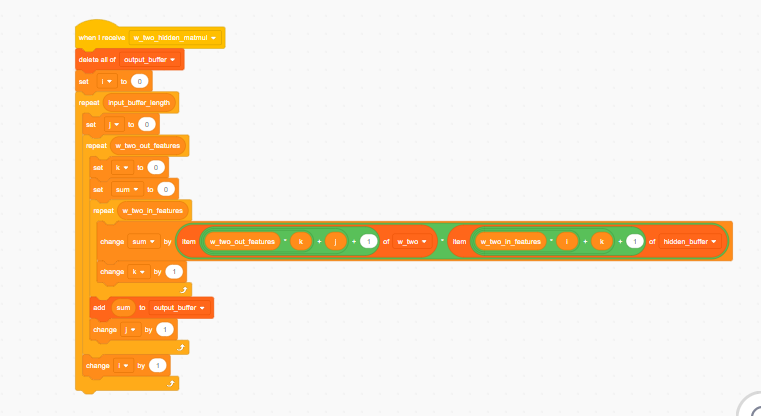 when I receive w_two_hidden_matmul
delete all of output_buffer
set i to 0
repeat input_buffer_length
set j to 0
repeat w_two_out_features
set k to 0
set sum to 0
repeat w_two_in_features
change sum by item w_two_out_features * k + j + 1 of w_two * item w_two_in_features * i + k + 1 of hidden_buffer
change k by 1
add sum to output_buffer
change j by 1
change i by 1